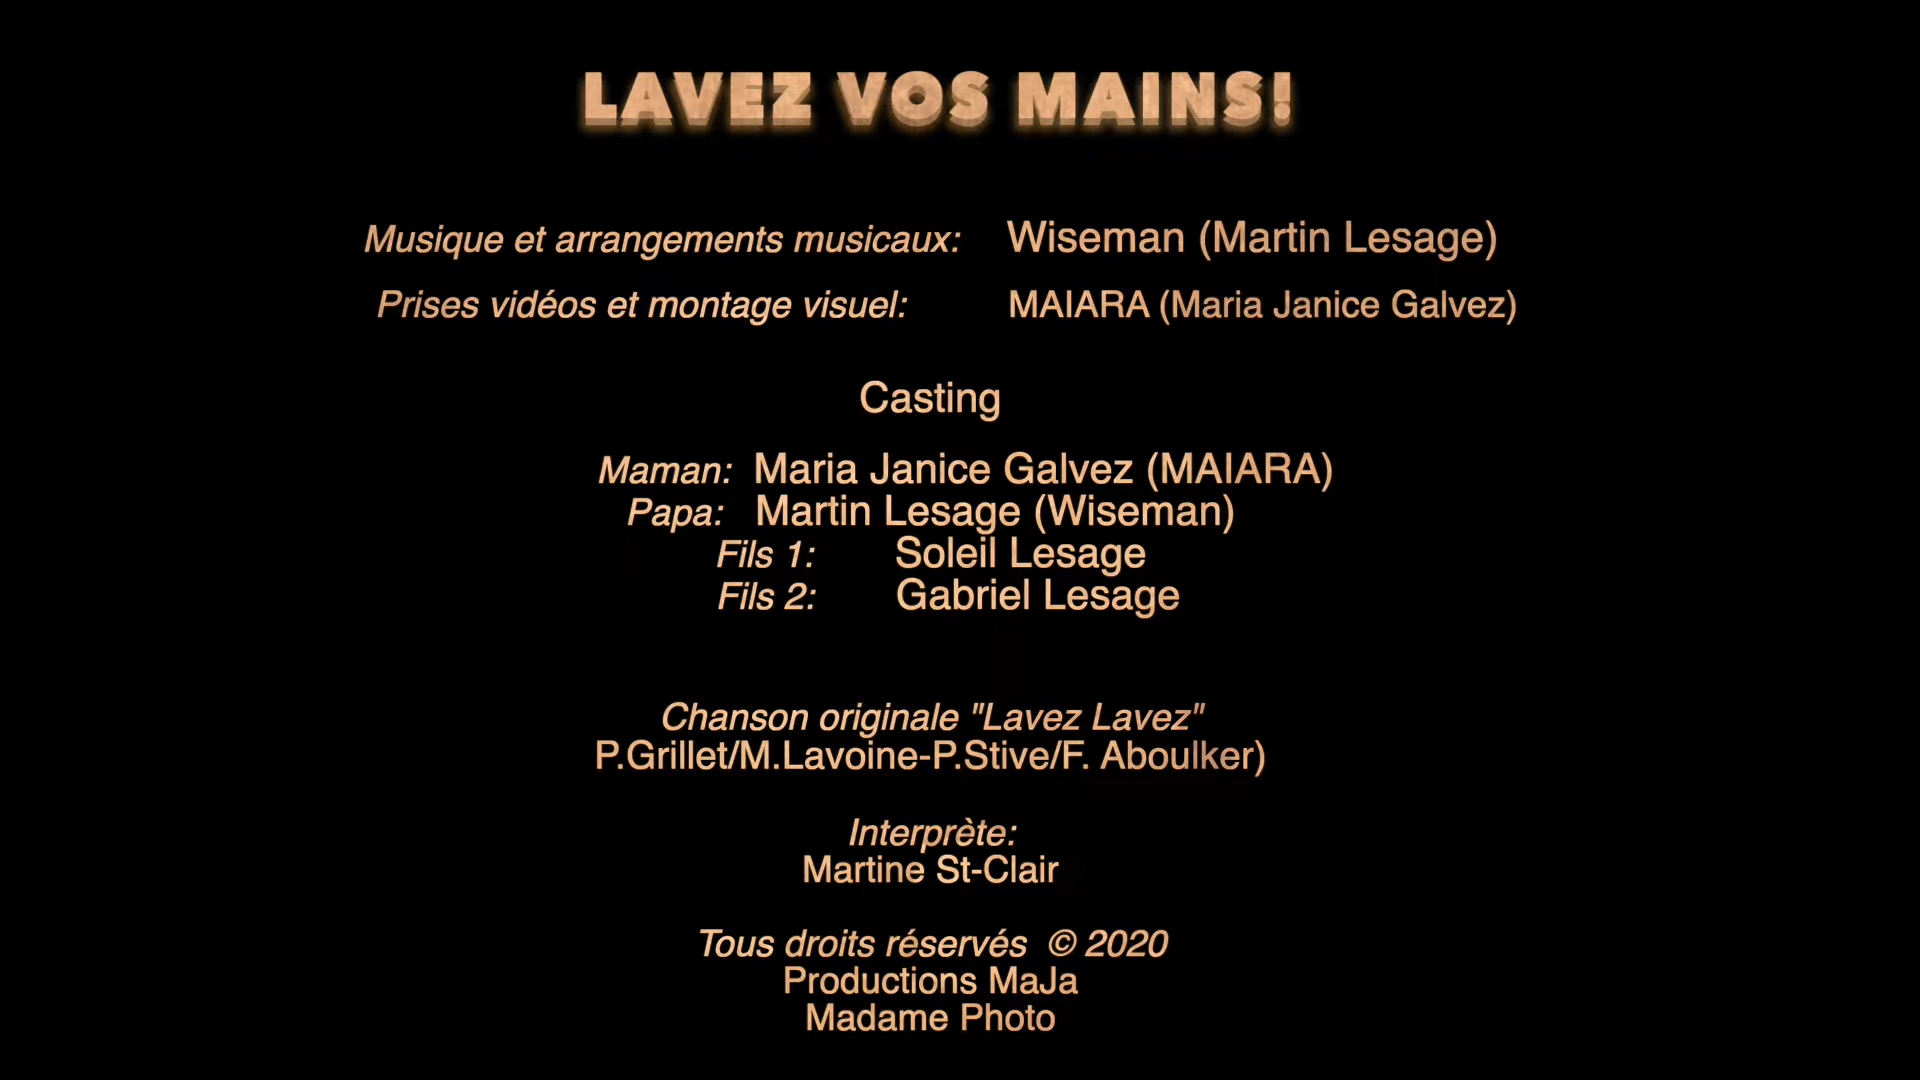 LAVEZ VOS MAINS!
Musique et arrangements musicaux: Wiseman (Martin Lesage)
Prises vidéos et montage visuel: MAIARA (Maria Janice Galvez)
Casting
Maman: Maria Janice Galvez (MAIARA)
Papa: Martin Lesage (Wiseman)
Fils 1: Soleil Lesage
Fils 2: Gabriel Lesage
Chanson originale "Lavez Lavez"
P.Grillet/M.Lavoine-P.Stive/F. Aboulker)
Interprète:
Martine St-Clair
Tous droits réservés © 2020
Productions MaJa
Madame Photo